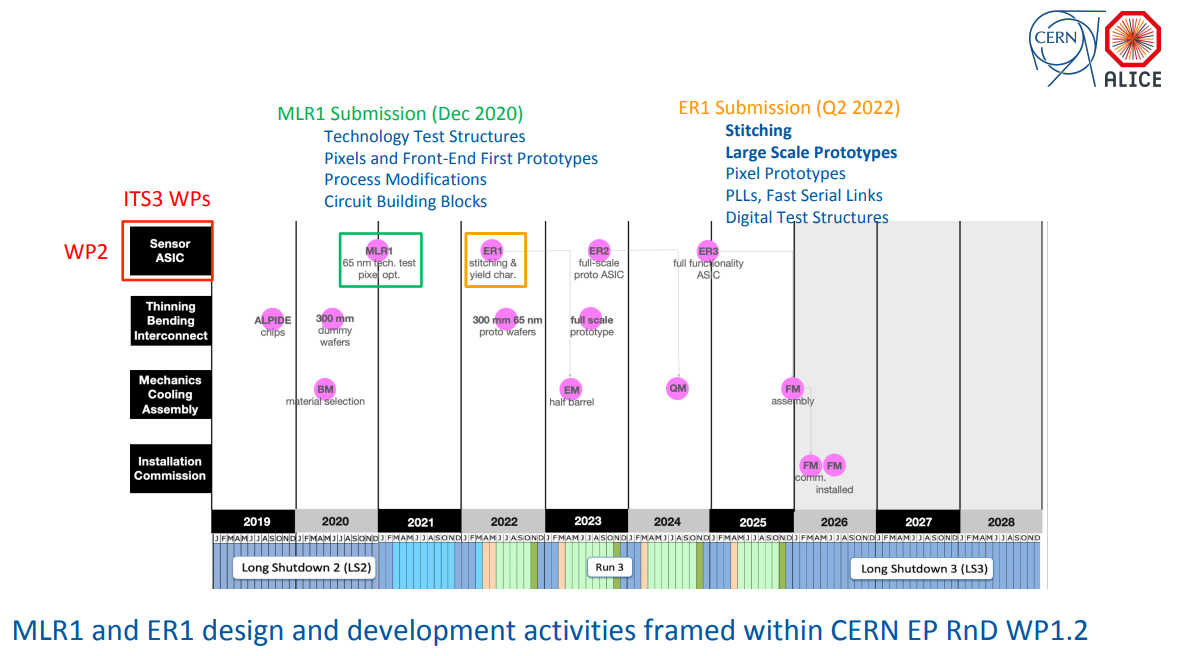 CERN
ALICE
MLR1 Submission (Dec 2020)
Technology Test Structures
Pixels and Front-End First Prototypes
Process Modifications
Circuit Building Blocks
ER1 Submission (Q2 2022)
Stitching
Large Scale Prototypes
Pixel Prototypes
PLLs, Fast Serial Links
Digital Test Structures
ITS3 WPs
WP2
Sensor
ASIC
MLR1
65 nm tech. test
pixel opt.
ER1
stitching &
yield char.
ER2
full-scale
proto ASIC
ER3
full functionality
ASIC
Thinning
Bending
Interconnect
ALPIDE
chips
300 mm
dummy
wafers
300 mm 65 nm
proto wafers
full scale
prototype
Mechanics
Cooling
Assembly
BM
material selection
EM
half barrel
QM
FM
assembly
Installation
Commission
FM
comm.
FM
installed
2019 2020 2021 2022 2023 2024 2025 2026 2027 2028
J F M A M J J A S O N D J F M A M J J A S O N D J F M A M J J A S O N D J F M A M J J A S O N D J F M A M J J A S O N D J F M A M J J A S O N D J F M A M J J A S O N D J F M A M J J A S O N D J F M A M J J A S O N D J F M A M J J A S O N D
Long Shutdown 2 (LS2)
Run 3
Long Shutdown 3 (LS3)
MLR1 and ER1 design and development activities framed within CERN EP RnD WP1.2